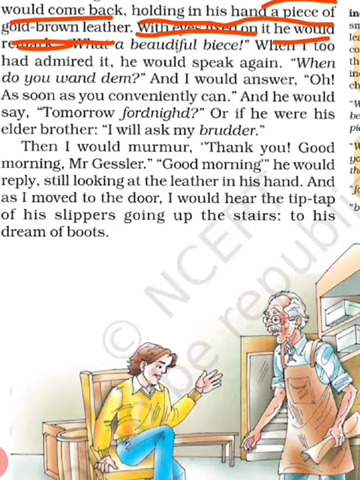 would come back, holding in his hand a piece of
gold-brown leather. With eyes fixed on it he would
remark, "What a beaudiful biece!" When I too
had admired it, he would speak again. "When
do you wand dem?" And I would answer, "Oh!
As soon as you conveniently can." And he would
say, "Tomorrow fordnighd?" Or if he were his
elder brother: "I will ask my brudder."
Then I would murmur, "Thank you! Good
morning, Mr Gessler." "Good morning" he would
reply, still looking at the leather in his hand. And
as I moved to the door, I would hear the tip-tap
of his slippers going up the stairs: to his
dream of boots.
© NCERT
be republi